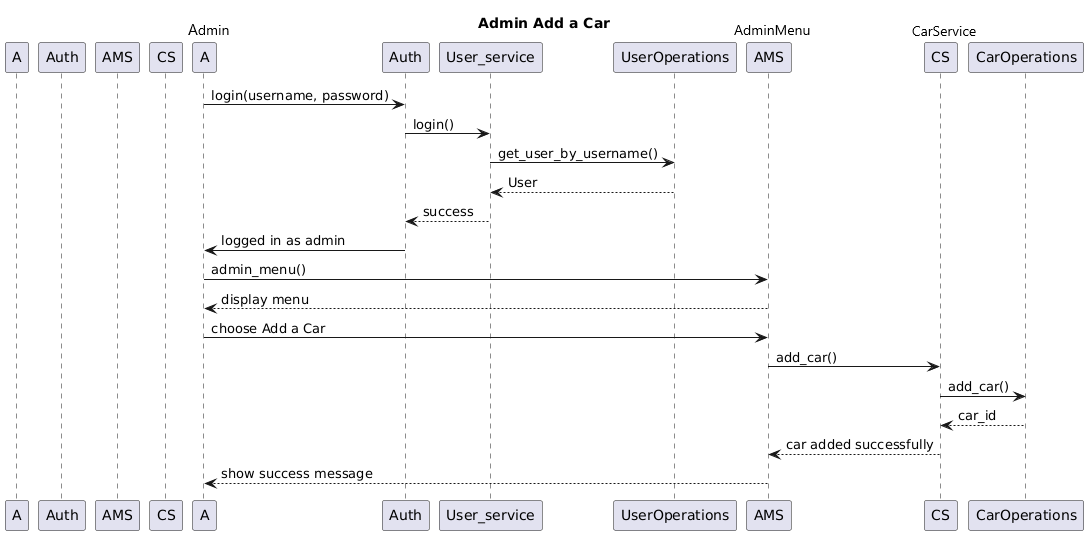 Admin Add a Car
Admin AdminMenu CarService
A Auth AMS CS A Auth User_service UserOperations AMS CS CarOperations
login(username, password)
login()
get_user_by_username()
User
success
logged in as admin
admin_menu()
display menu
choose Add a Car
add_car()
add_car()
car_id
car added successfully
show success message
A Auth AMS CS A Auth User_service UserOperations AMS CS CarOperations